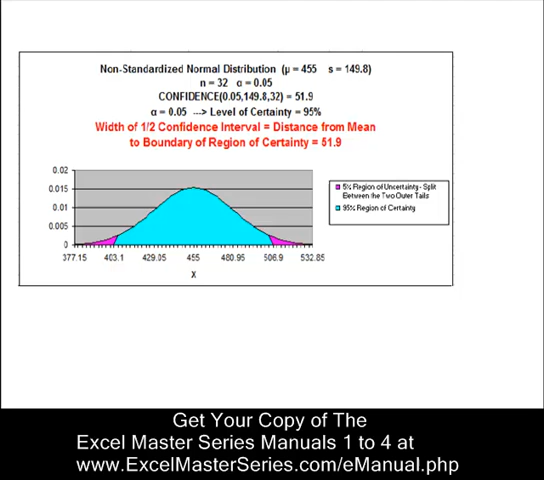 Non-Standardized Normal Distribution (µ = 455 s = 149.8)
n = 32 α = 0.05
CONFIDENCE(0.05,149.8,32) = 51.9
α = 0.05 ---> Level of Certainty = 95%
Width of 1/2 Confidence Interval = Distance from Mean
to Boundary of Region of Certainty = 51.9
0.02
0.015
0.01
0.005
0
377.15 403.1 429.05 455 480.95 506.9 532.85
X
5% Region of Uncertainty - Split
Between the Two Outer Tails
95% Region of Certainty
Get Your Copy of The
Excel Master Series Manuals 1 to 4 at
www.ExcelMasterSeries.com/eManual.php